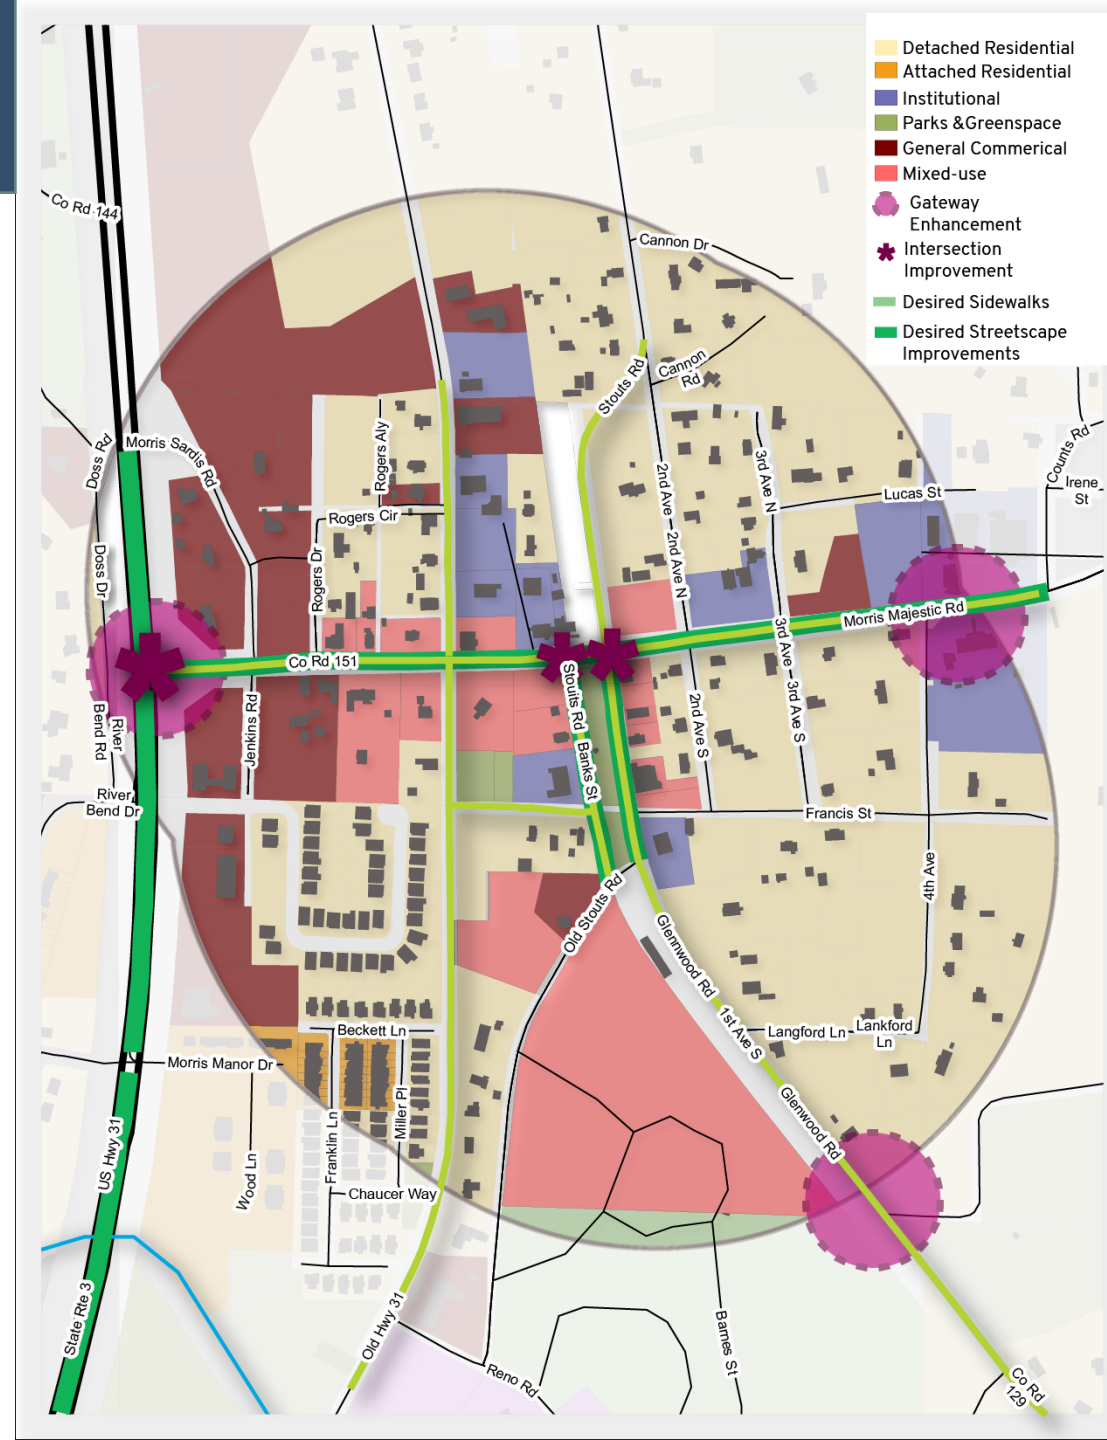 Detached Residential
Attached Residential
Institutional
Parks &Greenspace
General Commerical
Mixed-use
Gateway
Enhancement
Intersection
Improvement
Desired Sidewalks
Desired Streetscape
Improvements
Co Rd 144
Cannon Dr
Cannon
Rd
Stouts Rd
Doss Rd
Morris Sardis Rd
Rogers Aly
Counts Rd
Irene
St
Lucas St
3rd Ave N
2nd Ave N
2nd Ave N
Rogers Cir
Rogers Dr
Doss Dr
Morris Majestic Rd
Co Rd 151
3rd Ave S
3rd Ave S
Stouits Rd
2nd Ave S
Jenkins Rd
River
Bend Rd
Banks St
River
Bend Dr
Francis St
4th Ave
Old Stouts Rd
Glennwood Rd
1st Ave S
Langford Ln
Lankford
Ln
Beckett Ln
Morris Manor Dr
Glenwood Rd
Miller Pl
Franklin Ln
Wood Ln
US Hwy 31
Chaucer Way
State Rte 3
Old Hwy 31
Barnes St
Reno Rd
Co Rd
129